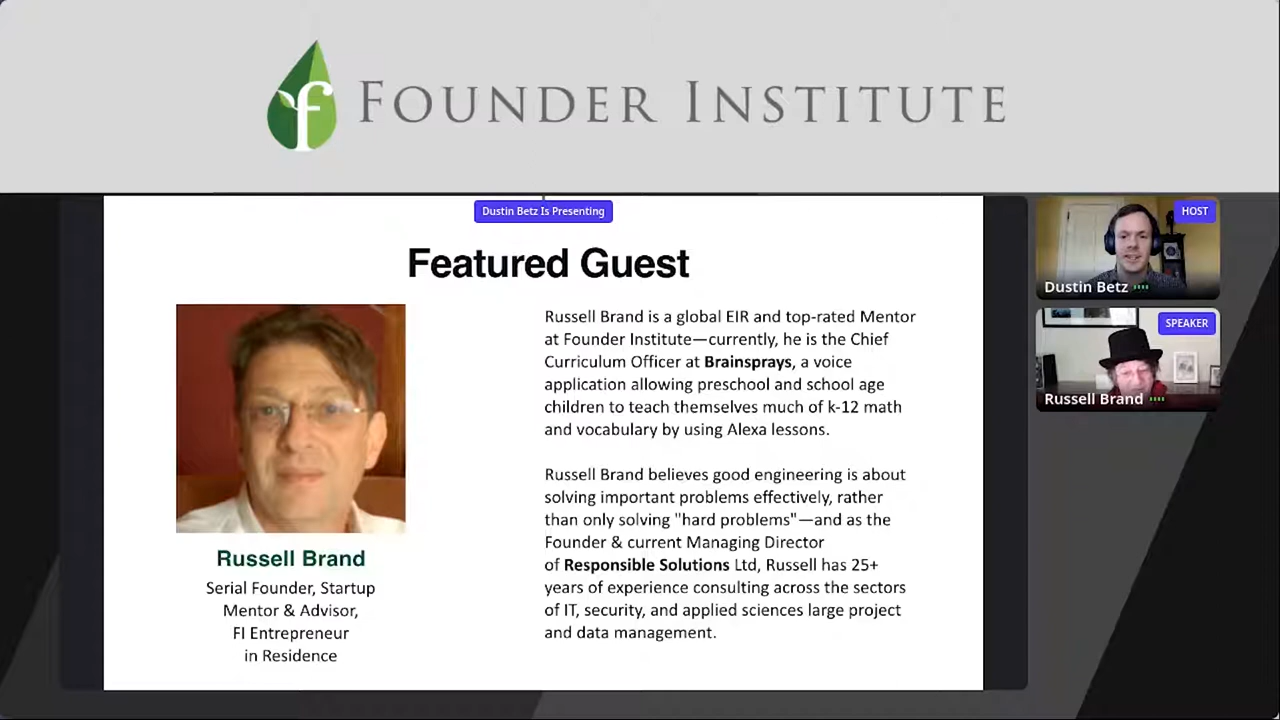 f FOUNDER INSTITUTE
Dustin Betz Is Presenting
Featured Guest
Russell Brand is a global EIR and top-rated Mentor
at Founder Institute—currently, he is the Chief
Curriculum Officer at Brainsprays, a voice
application allowing preschool and school age
children to teach themselves much of k-12 math
and vocabulary by using Alexa lessons.
Russell Brand believes good engineering is about
solving important problems effectively, rather
than only solving "hard problems"—and as the
Founder & current Managing Director
of Responsible Solutions Ltd, Russell has 25+
years of experience consulting across the sectors
of IT, security, and applied sciences large project
and data management.
Russell Brand
Serial Founder, Startup
Mentor & Advisor,
FI Entrepreneur
in Residence
HOST
Dustin Betz
SPEAKER
Russell Brand